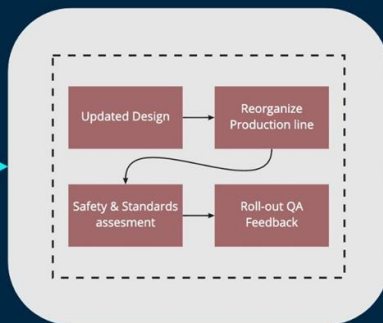 Updated Design
Reorganize
Production line
Safety & Standards
assesment
Roll-out QA
Feedback